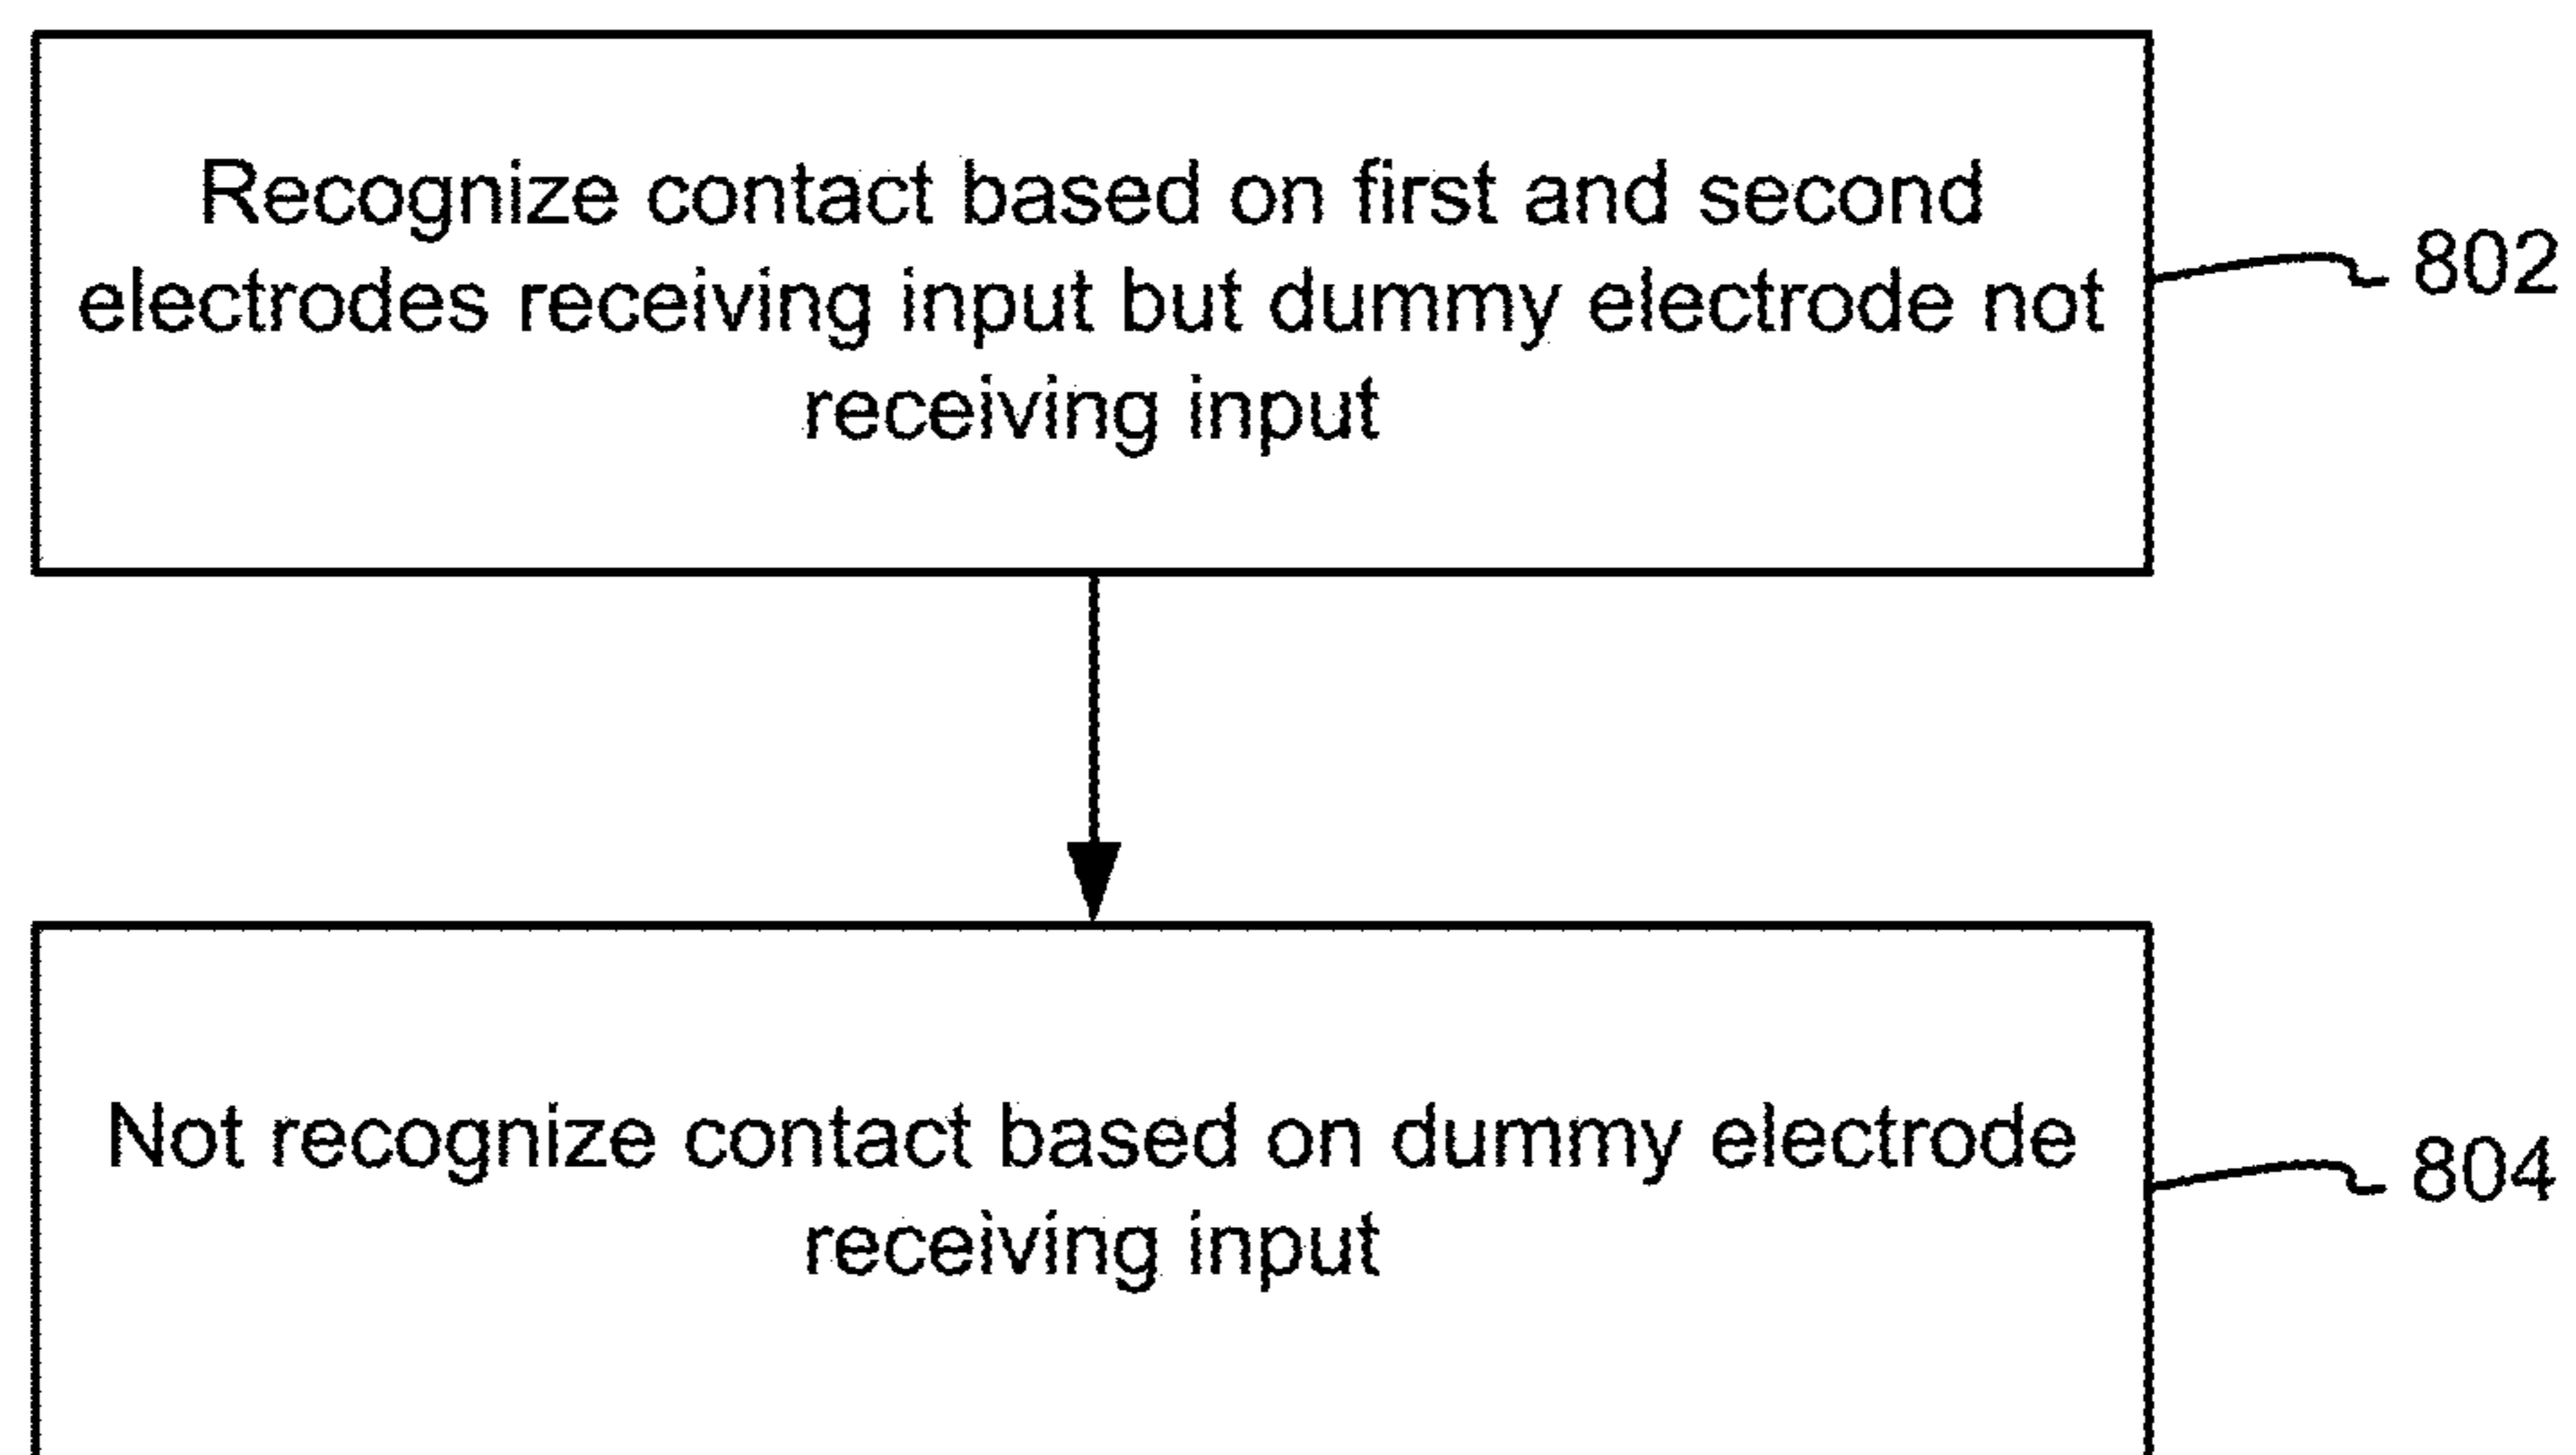 Recognize contact based on first and second
electrodes receiving input but dummy electrode not
receiving input
802
Not recognize contact based on dummy electrode
receiving input
804